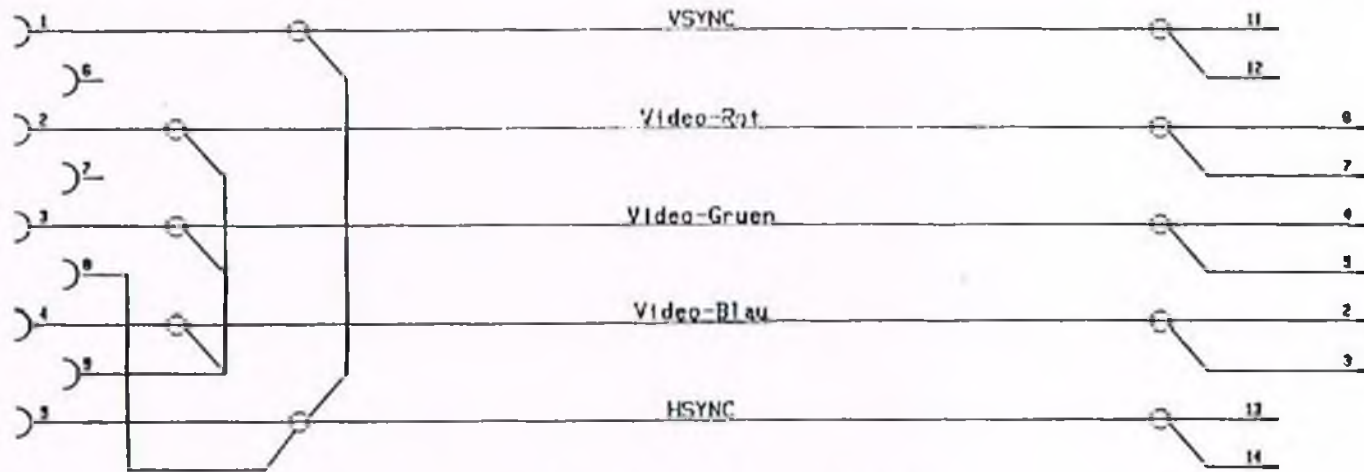 1 VSYNC 11
6 12
2 Video-Rot 6
7 7
3 Video-Gruen 4
8 5
4 Video-Blau 2
9 3
5 HSYNC 13
14